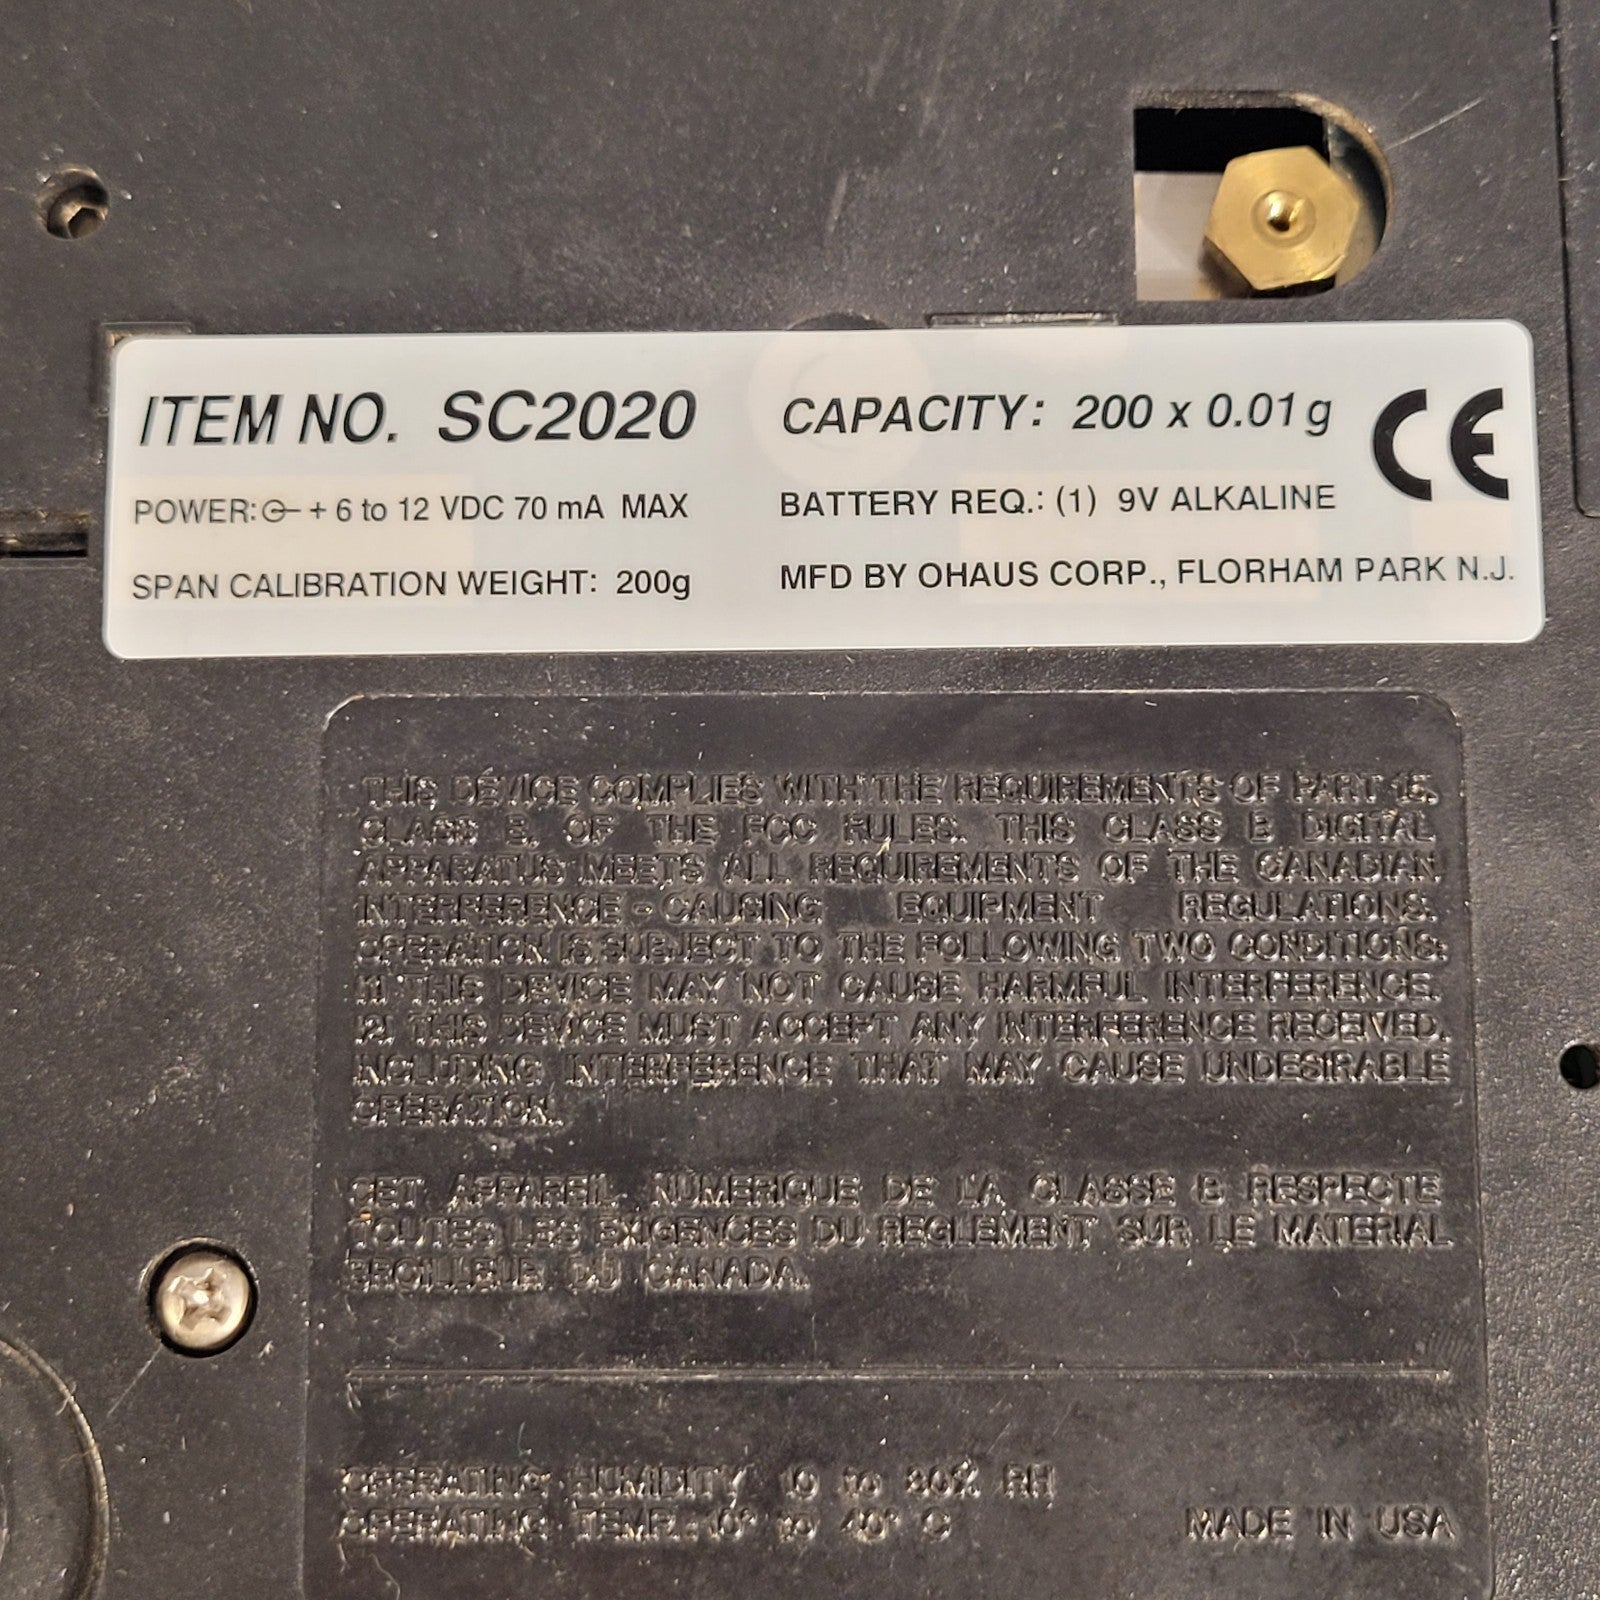 ITEM NO. SC2020
CAPACITY: 200 x 0.01g
CE
POWER: + 6 to 12 VDC 70 mA MAX
BATTERY REQ.: (1) 9V ALKALINE
SPAN CALIBRATION WEIGHT: 200g
MFD BY OHAUS CORP., FLORHAM PARK N.J.
THIS DEVICE COMPLIES WITH THE REQUIREMENTS OF PART 15,
CLASS B, OF THE FCC RULES. THIS CLASS B DIGITAL
APPARATUS MEETS ALL REQUIREMENTS OF THE CANADIAN
INTERFERENCE-CAUSING EQUIPMENT REGULATIONS.
OPERATION IS SUBJECT TO THE FOLLOWING TWO CONDITIONS:
(1) THIS DEVICE MAY NOT CAUSE HARMFUL INTERFERENCE.
(2) THIS DEVICE MUST ACCEPT ANY INTERFERENCE RECEIVED,
INCLUDING INTERFERENCE THAT MAY CAUSE UNDESIRABLE
OPERATION.
CET APPAREIL NUMERIQUE DE LA CLASSE B RESPECTE
TOUTES LES EXIGENCES DU REGLEMENT SUR LE MATERIAL
BROILLEUR DU CANADA.
OPERATING HUMIDITY 10 to 80% RH
OPERATING TEMP.: 10° to 40° C
MADE IN USA